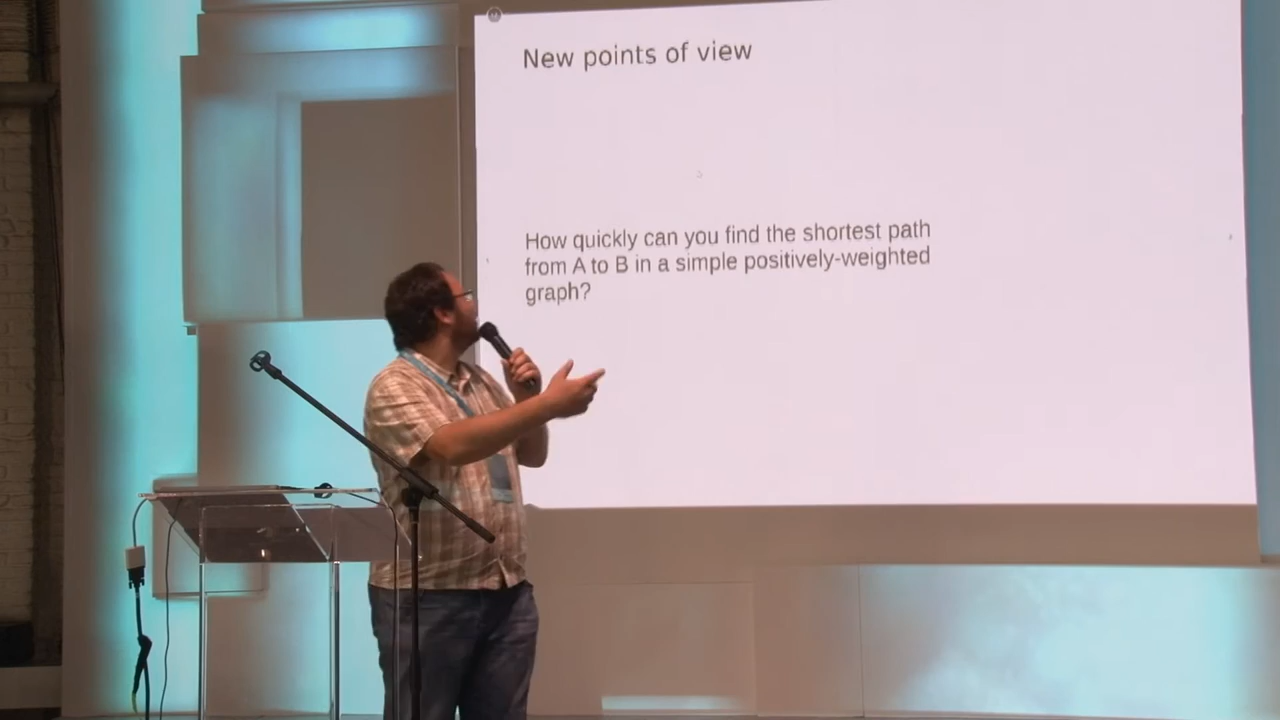 New points of view
How quickly can you find the shortest path
from A to B in a simple positively-weighted
graph?